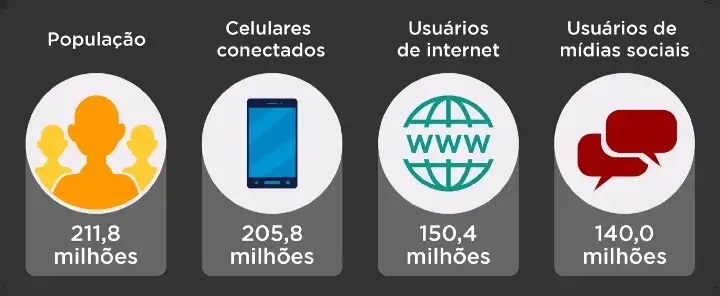 População
Celulares
conectados
Usuários
de internet
Usuários de
mídias sociais
WWW
211,8
milhões
205,8
milhões
150,4
milhões
140,0
milhões